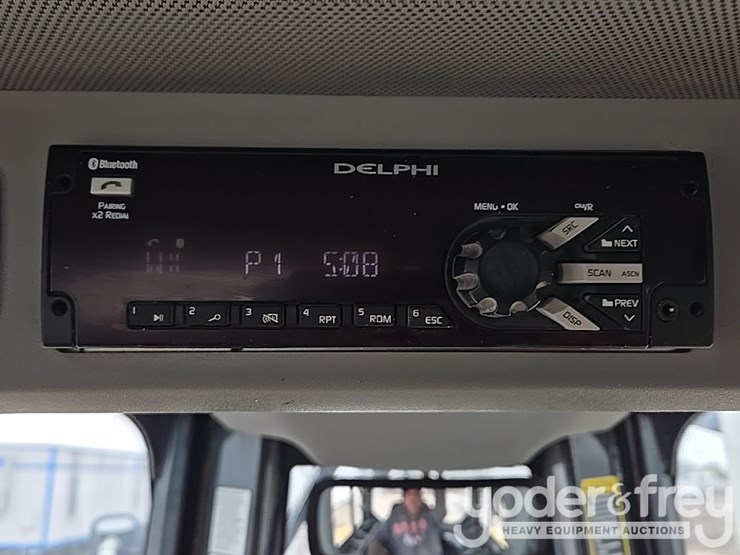 Bluetooth
DELPHI
PAIRING
X2 REDIAL
MENU • OK
PWR
SRC
NEXT
SCAN ASCN
PREV
DISP
WX P1 5:08
1 2 3 4 RPT 5 RDM 6 ESC
yoder&frey
HEAVY EQUIPMENT AUCTIONS